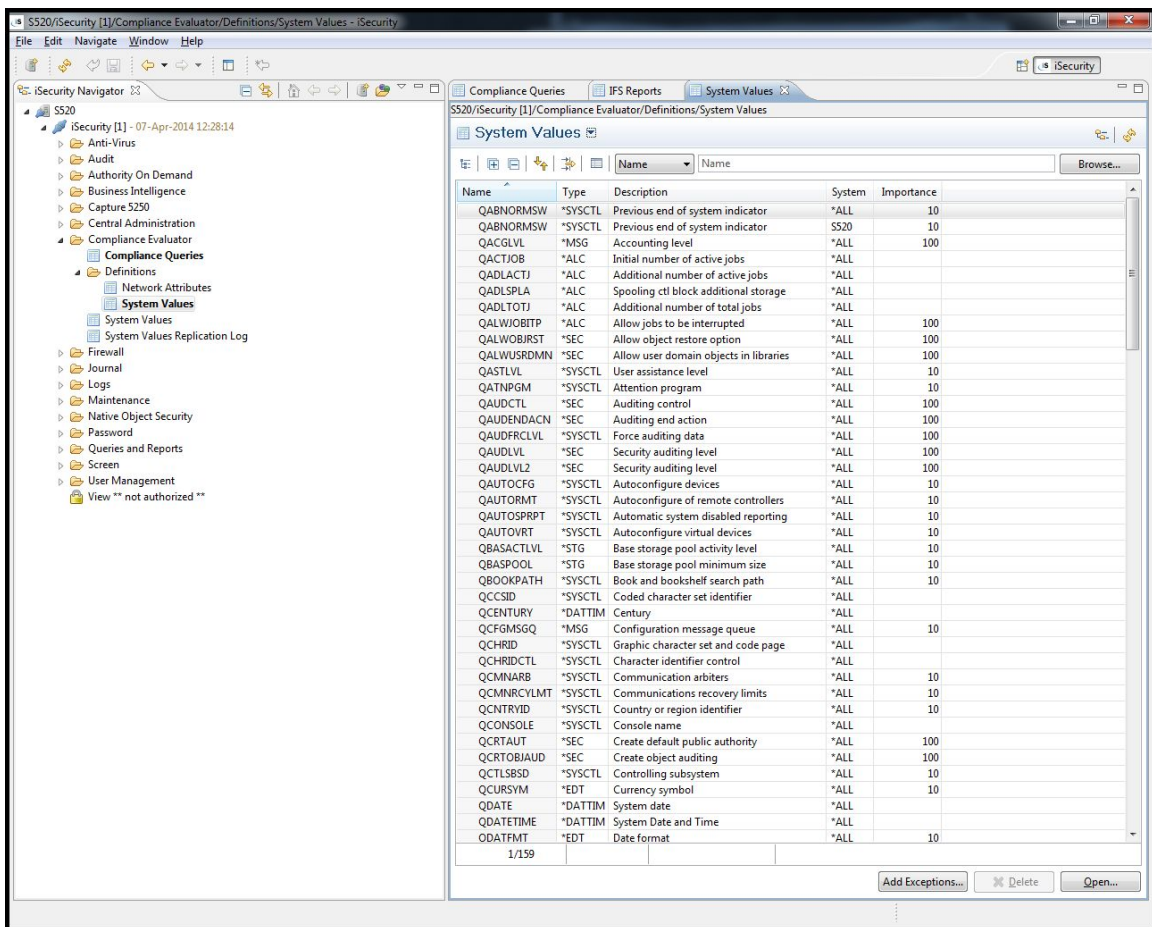 S520/iSecurity [1]/Compliance Evaluator/Definitions/System Values - iSecurity
File Edit Navigate Window Help
iSecurity
iSecurity Navigator
S520
iSecurity [1] - 07-Apr-2014 12:28:14
Anti-Virus
Audit
Authority On Demand
Business Intelligence
Capture 5250
Central Administration
Compliance Evaluator
Compliance Queries
Definitions
Network Attributes
System Values
System Values
System Values Replication Log
Firewall
Journal
Logs
Maintenance
Native Object Security
Password
Queries and Reports
Screen
User Management
View ** not authorized **
Compliance Queries IFS Reports System Values
S520/iSecurity [1]/Compliance Evaluator/Definitions/System Values
System Values
Name Name Browse...
Name Type Description System Importance
QABNORMSW *SYSCTL Previous end of system indicator *ALL 10
QABNORMSW *SYSCTL Previous end of system indicator S520 10
QACGLVL *MSG Accounting level *ALL 100
QACTJOB *ALC Initial number of active jobs *ALL
QADLACTJ *ALC Additional number of active jobs *ALL
QADLSPLA *ALC Spooling ctl block additional storage *ALL
QADLTOTJ *ALC Additional number of total jobs *ALL
QALWJOBITP *ALC Allow jobs to be interrupted *ALL 100
QALWOBJRST *SEC Allow object restore option *ALL 100
QALWUSRDMN *SEC Allow user domain objects in libraries *ALL 100
QASTLVL *SYSCTL User assistance level *ALL 10
QATNPGM *SYSCTL Attention program *ALL 10
QAUDCTL *SEC Auditing control *ALL 100
QAUDENDACN *SEC Auditing end action *ALL 100
QAUDFRCLVL *SYSCTL Force auditing data *ALL 100
QAUDLVL *SEC Security auditing level *ALL 100
QAUDLVL2 *SEC Security auditing level *ALL 100
QAUTOCFG *SYSCTL Autoconfigure devices *ALL 10
QAUTORMT *SYSCTL Autoconfigure of remote controllers *ALL 10
QAUTOSPRPT *SYSCTL Automatic system disabled reporting *ALL 10
QAUTOVRT *SYSCTL Autoconfigure virtual devices *ALL 10
QBASACTLVL *STG Base storage pool activity level *ALL 10
QBASPOOL *STG Base storage pool minimum size *ALL 10
QBOOKPATH *SYSCTL Book and bookshelf search path *ALL 10
QCCSID *SYSCTL Coded character set identifier *ALL
QCENTURY *DATTIM Century *ALL
QCFGMSGQ *MSG Configuration message queue *ALL 10
QCHRID *SYSCTL Graphic character set and code page *ALL
QCHRIDCTL *SYSCTL Character identifier control *ALL
QCMNARB *SYSCTL Communication arbiters *ALL 10
QCMNRCYLMT *SYSCTL Communications recovery limits *ALL 10
QCNTRYID *SYSCTL Country or region identifier *ALL 10
QCONSOLE *SYSCTL Console name *ALL
QCRTAUT *SEC Create default public authority *ALL 100
QCRTOBJAUD *SEC Create object auditing *ALL 100
QCTLSBSD *SYSCTL Controlling subsystem *ALL 10
QCURSYM *EDT Currency symbol *ALL 10
QDATE *DATTIM System date *ALL
QDATETIME *DATTIM System Date and Time *ALL
QDATFMT *EDT Date format *ALL 10
1/159
Add Exceptions... Delete Open...